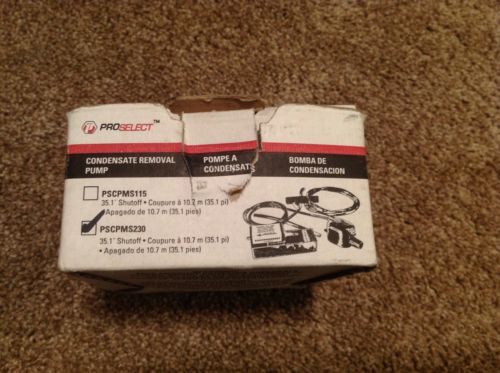 PROSELECT™
CONDENSATE REMOVAL PUMP
POMPE A CONDENSATS
BOMBA DE CONDENSACION
PSCPMS115
35.1' Shutoff • Coupure à 10.7 m (35.1 pi)
• Apagado de 10.7 m (35.1 pies)
PSCPMS230
35.1' Shutoff • Coupure à 10.7 m (35.1 pi)
• Apagado de 10.7 m (35.1 pies)